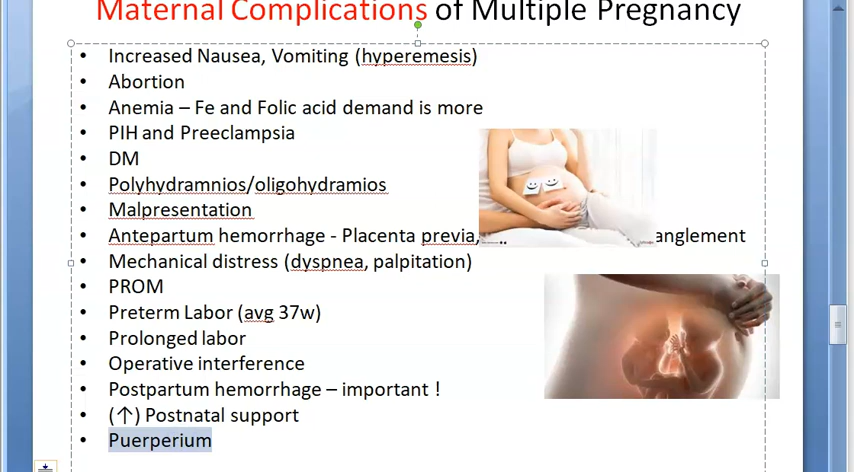 Maternal Complications of Multiple Pregnancy
• Increased Nausea, Vomiting (hyperemesis)
• Abortion
• Anemia – Fe and Folic acid demand is more
• PIH and Preeclampsia
• DM
• Polyhydramnios/oligohydramios
• Malpresentation
• Antepartum hemorrhage - Placenta previa, anglement
• Mechanical distress (dyspnea, palpitation)
• PROM
• Preterm Labor (avg 37w)
• Prolonged labor
• Operative interference
• Postpartum hemorrhage – important !
• (↑) Postnatal support
• Puerperium